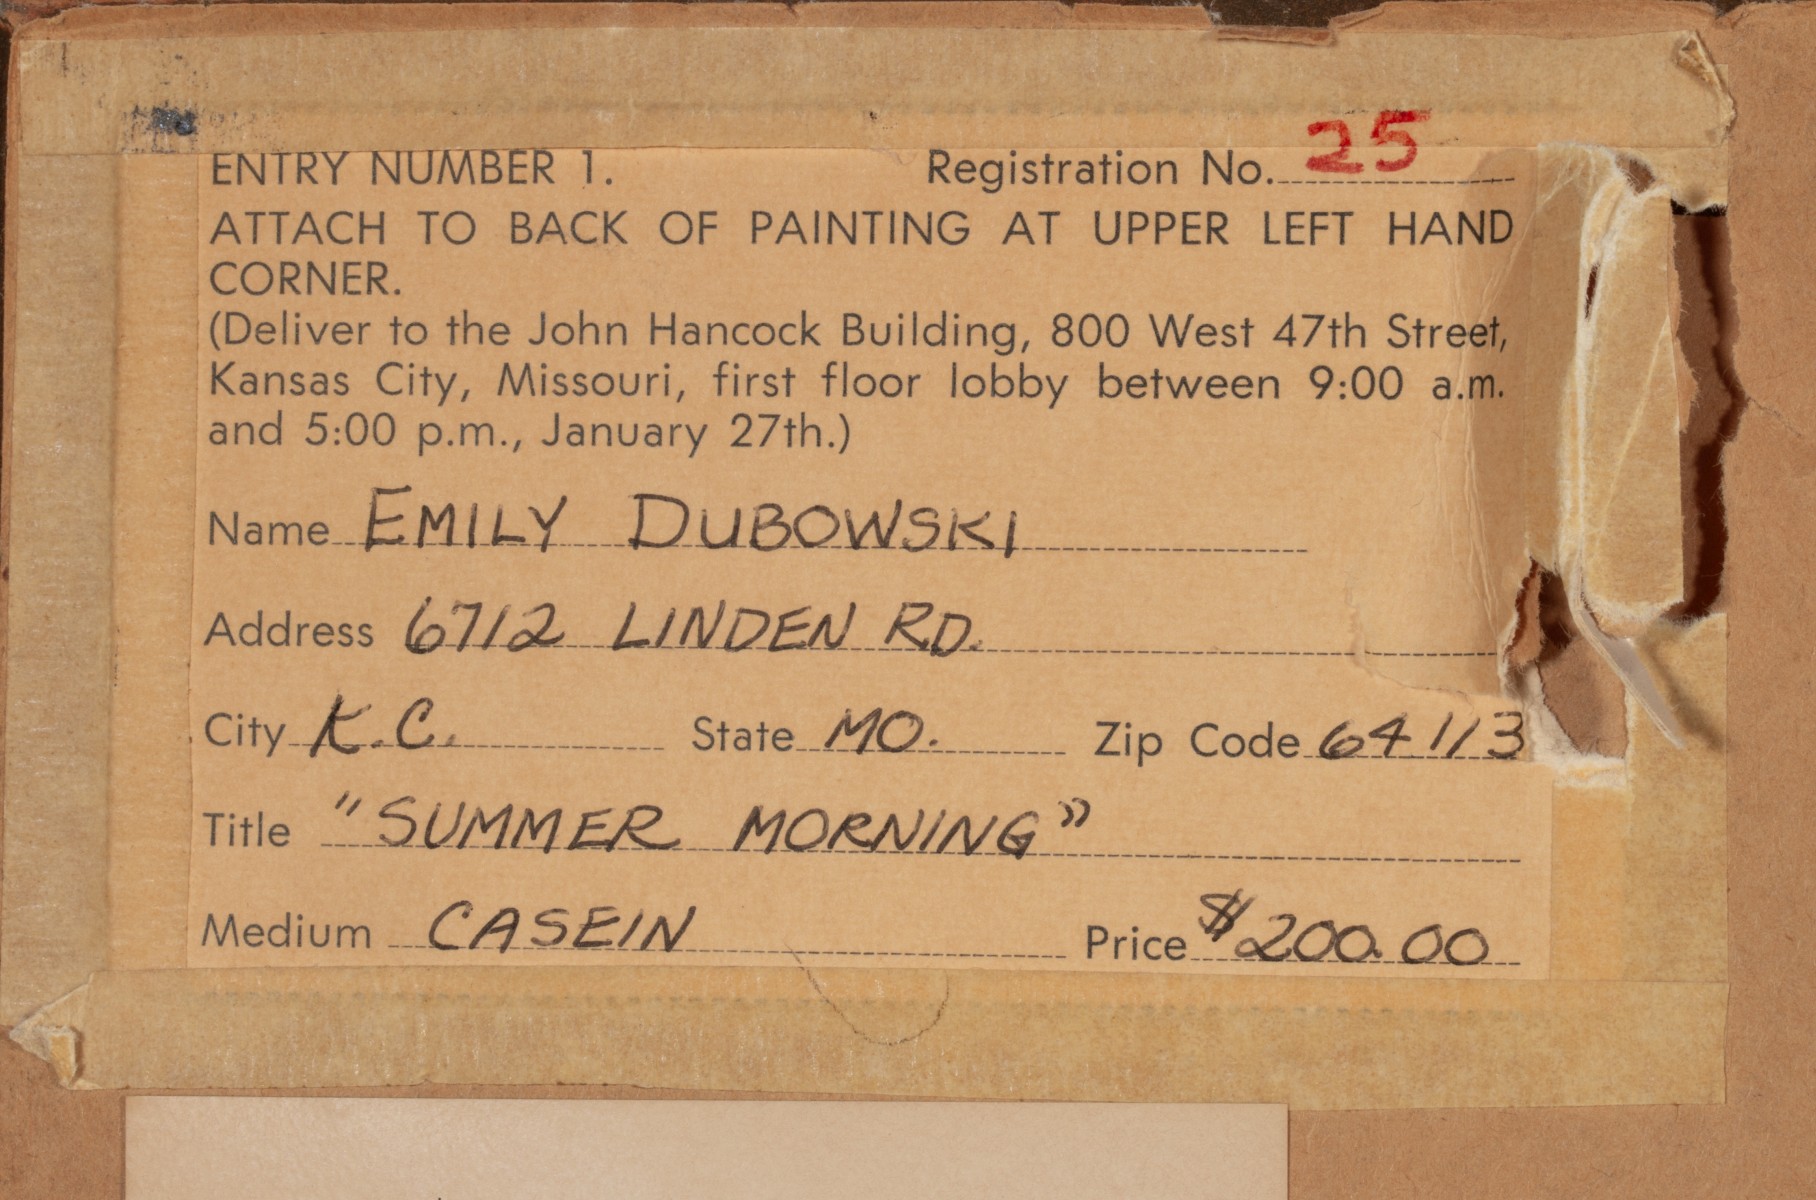 ENTRY NUMBER 1. Registration No. 25
ATTACH TO BACK OF PAINTING AT UPPER LEFT HAND
CORNER.
(Deliver to the John Hancock Building, 800 West 47th Street,
Kansas City, Missouri, first floor lobby between 9:00 a.m.
and 5:00 p.m., January 27th.)
Name EMILY DUBOWSKI
Address 6712 LINDEN RD.
City K.C. State MO. Zip Code 64113
Title "SUMMER MORNING"
Medium CASEIN Price $200.00